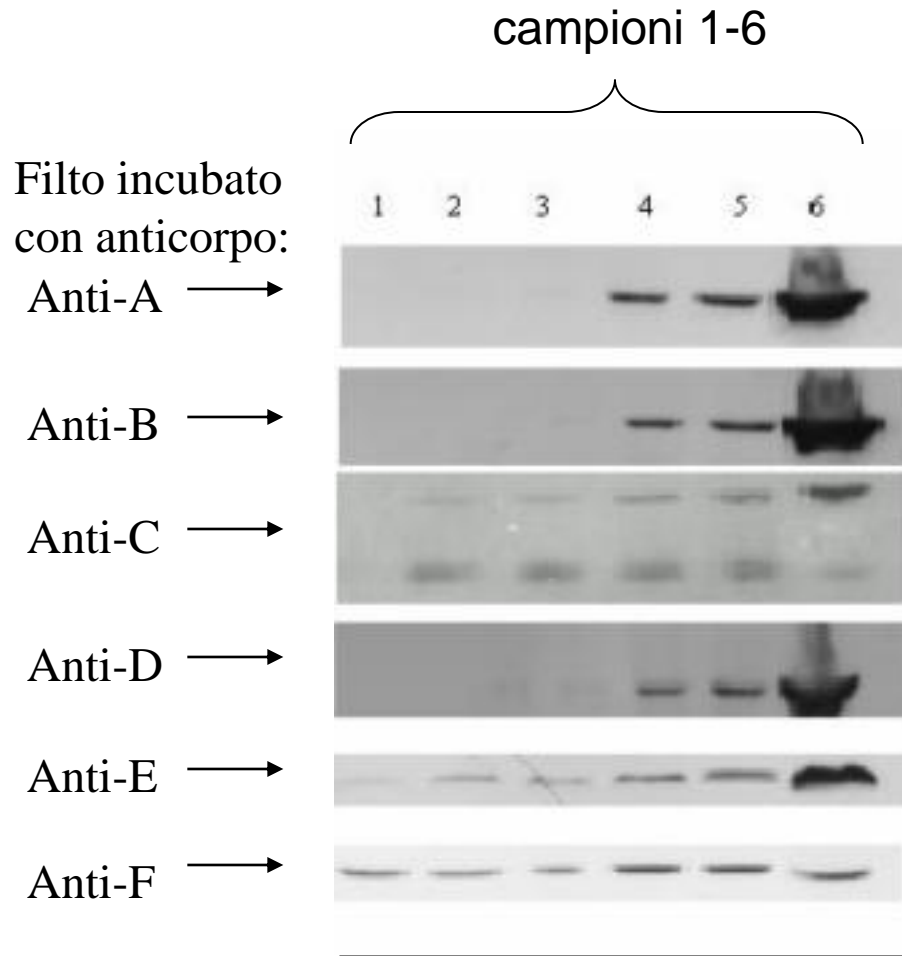 campioni 1-6
Filto incubato
con anticorpo:
1 2 3 4 5 6
Anti-A
Anti-B
Anti-C
Anti-D
Anti-E
Anti-F